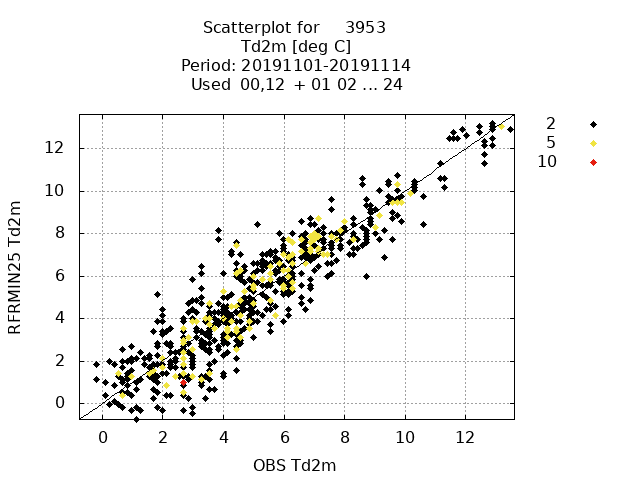 Scatterplot for 3953
Td2m [deg C]
Period: 20191101-20191114
Used 00,12 + 01 02 ... 24
2
5
10
12
10
8
6
4
2
0
RFRMIN25 Td2m
0 2 4 6 8 10 12
OBS Td2m